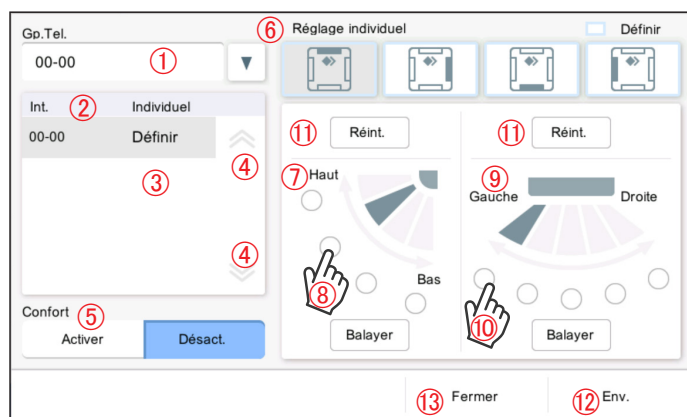 Gp.Tel.
00-00 ① ▼
Int. ② Individuel
00-00 Définir
③
④
④
Confort ⑤
Activer Désact.
⑥ Réglage individuel Définir
⑪ Réint.
⑪ Réint.
⑦ Haut
⑧
Bas
Balayer
⑨
Gauche Droite
⑩
Balayer
⑬ Fermer
⑫ Env.